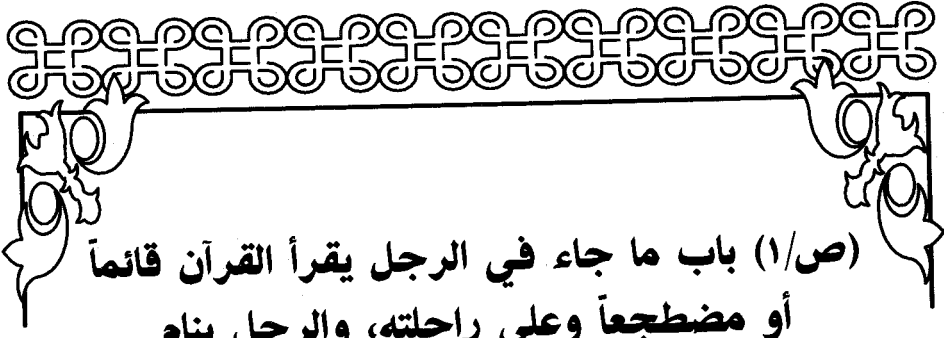 (ص/١) باب ما جاء في الرجل يقرأ القرآن قائماً
أو مضطجعاً وعلى راحلته، والرجل ينام